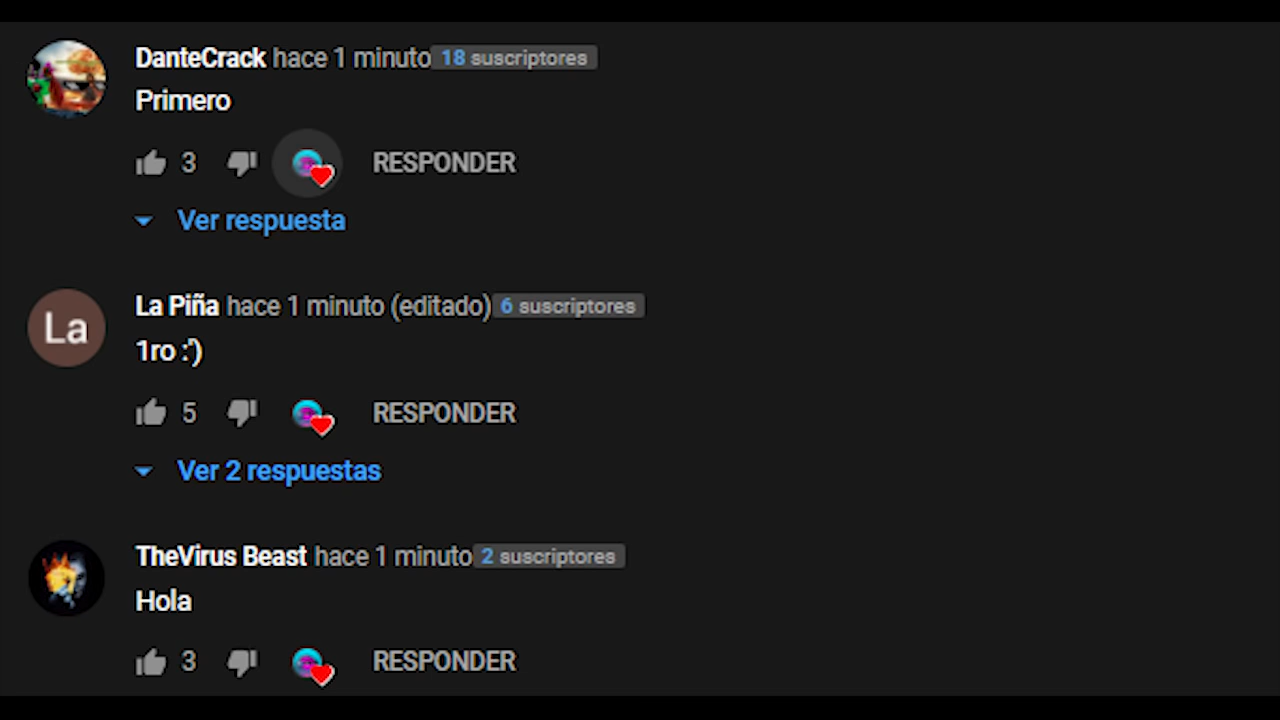 DanteCrack hace 1 minuto 18 suscriptores
Primero
3 RESPONDER
Ver respuesta
La
La Piña hace 1 minuto (editado) 6 suscriptores
1ro :')
5 RESPONDER
Ver 2 respuestas
TheVirus Beast hace 1 minuto 2 suscriptores
Hola
3 RESPONDER